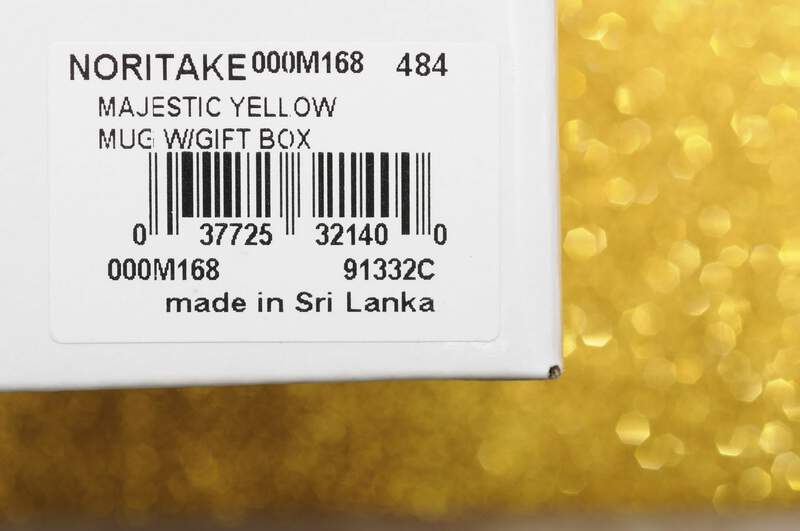 NORITAKE 000M168 484
MAJESTIC YELLOW
MUG W/GIFT BOX
0 37725 32140 0
000M168 91332C
made in Sri Lanka